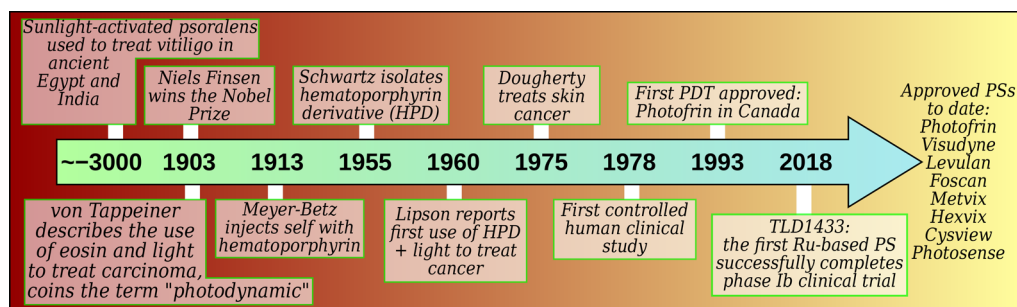 Sunlight-activated psoralens
used to treat vitiligo in
ancient
Egypt and
India
Niels Finsen
wins the Nobel
Prize
Schwartz isolates
hematoporphyrin
derivative (HPD)
Dougherty
treats skin
cancer
First PDT approved:
Photofrin in Canada
~−3000 1903 1913 1955 1960 1975 1978 1993 2018
von Tappeiner
describes the use
of eosin and light
to treat carcinoma,
coins the term "photodynamic"
Meyer-Betz
injects self with
hematoporphyrin
Lipson reports
first use of HPD
+ light to treat
cancer
First controlled
human clinical
study
TLD1433:
the first Ru-based PS
successfully completes
phase Ib clinical trial
Approved PSs
to date:
Photofrin
Visudyne
Levulan
Foscan
Metvix
Hexvix
Cysview
Photosense